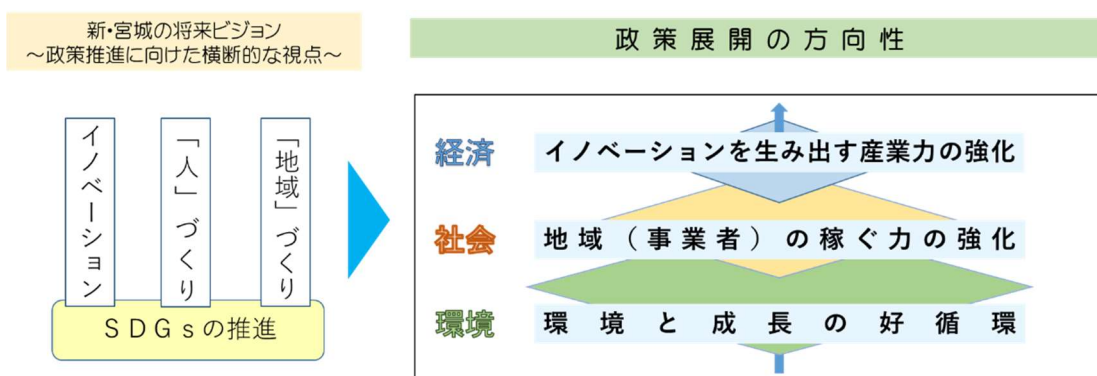 新・宮城の将来ビジョン
～政策推進に向けた横断的な視点～
イノベーション
「人」づくり
「地域」づくり
SDGsの推進
政策展開の方向性
経済
イノベーションを生み出す産業力の強化
社会
地域（事業者）の稼ぐ力の強化
環境
環境と成長の好循環